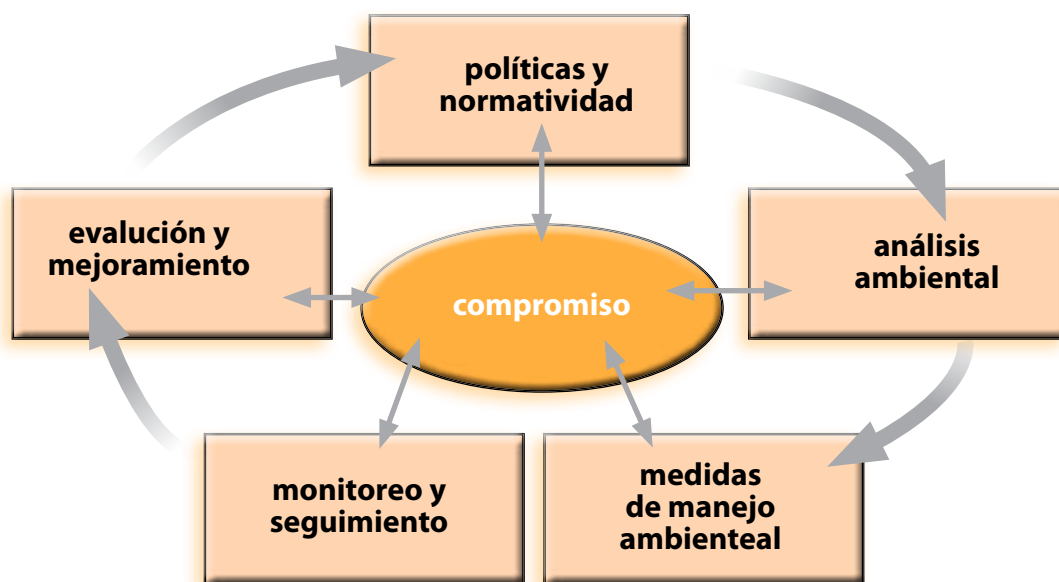 políticas y
normatividad
análisis
ambiental
medidas
de manejo
ambienteal
monitoreo y
seguimiento
evalución y
mejoramiento
compromiso